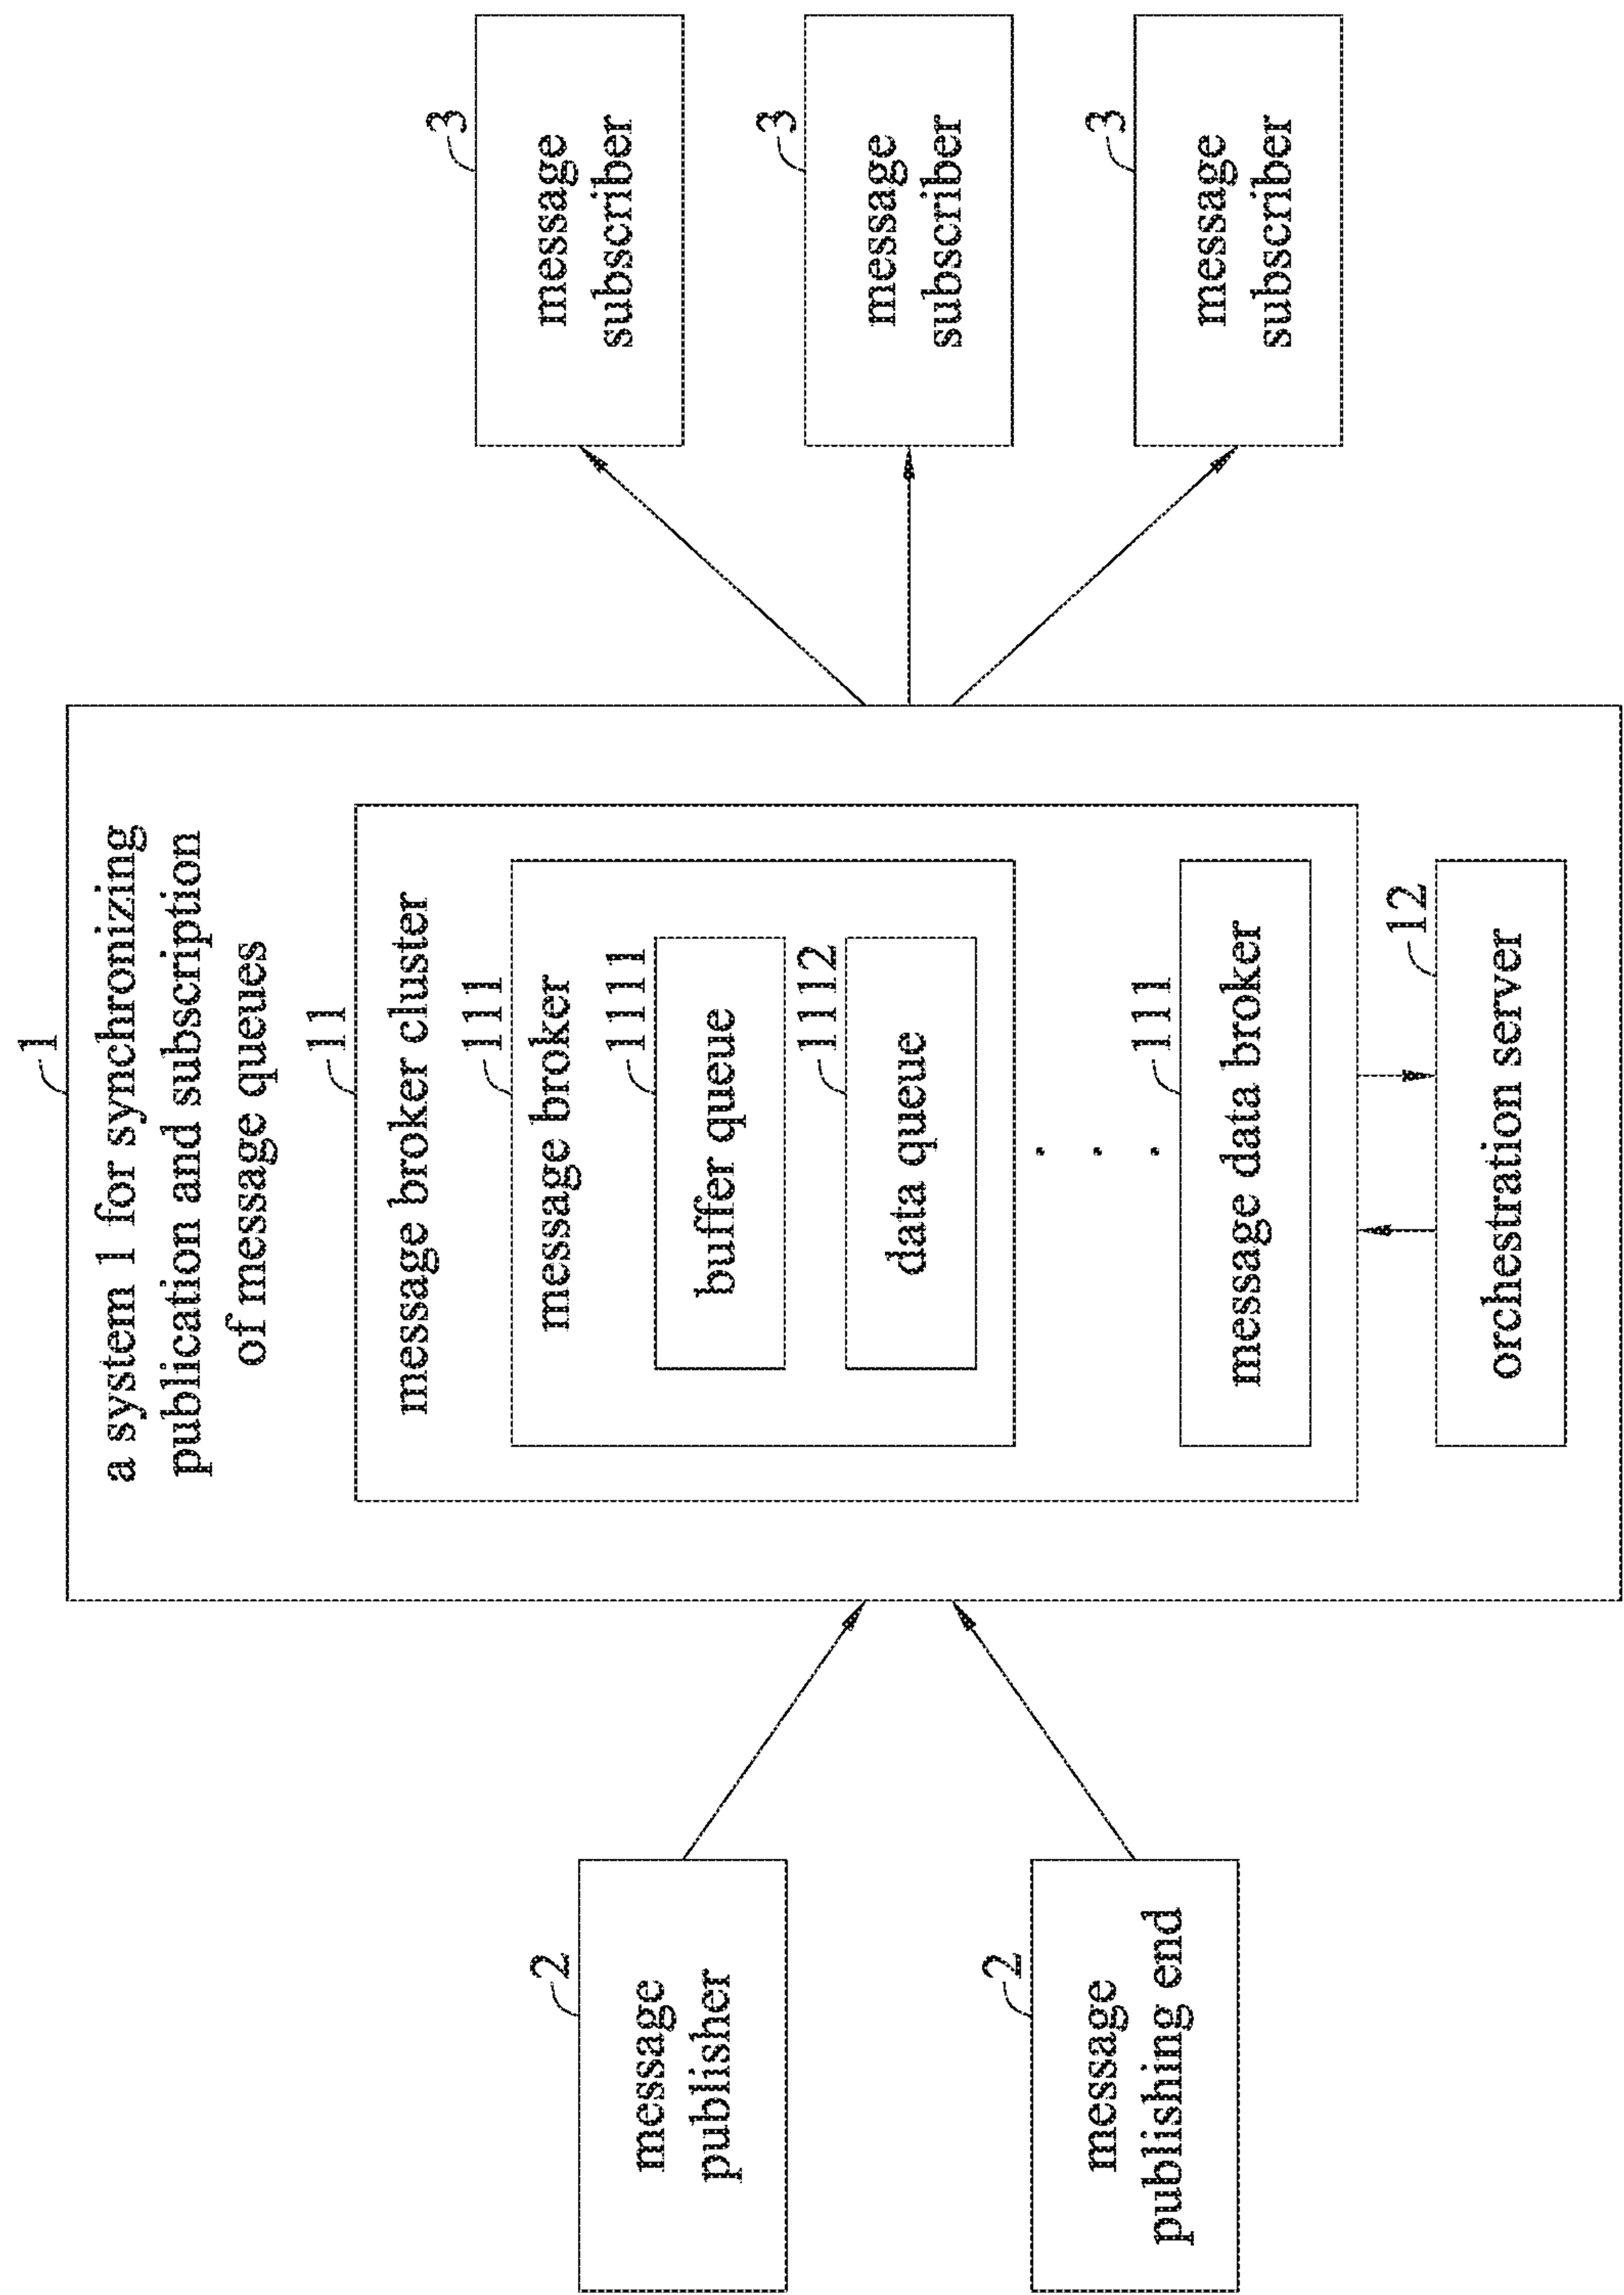 1
a system 1 for synchronizing
publication and subscription
of message queues
11
message broker cluster
111
message broker
1111
buffer queue
1112
data queue
. . .
111
message data broker
12
orchestration server
2
message
publisher
2
message
publishing end
3
message
subscriber
3
message
subscriber
3
message
subscriber